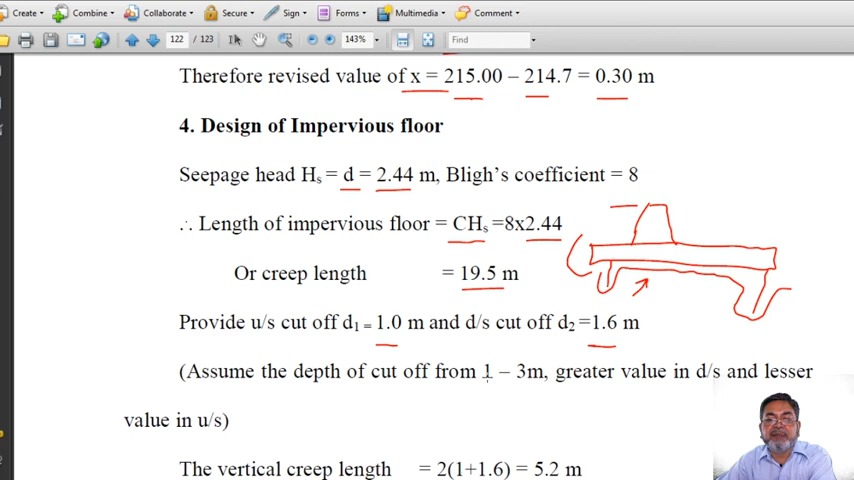 Create Combine Collaborate Secure Sign Forms Multimedia Comment
122 / 123 143% Find
Therefore revised value of x = 215.00 – 214.7 = 0.30 m
4. Design of Impervious floor
Seepage head Hs = d = 2.44 m, Bligh's coefficient = 8
∴ Length of impervious floor = CHs =8x2.44
Or creep length = 19.5 m
Provide u/s cut off d1 = 1.0 m and d/s cut off d2 =1.6 m
(Assume the depth of cut off from 1 – 3m, greater value in d/s and lesser
value in u/s)
The vertical creep length = 2(1+1.6) = 5.2 m